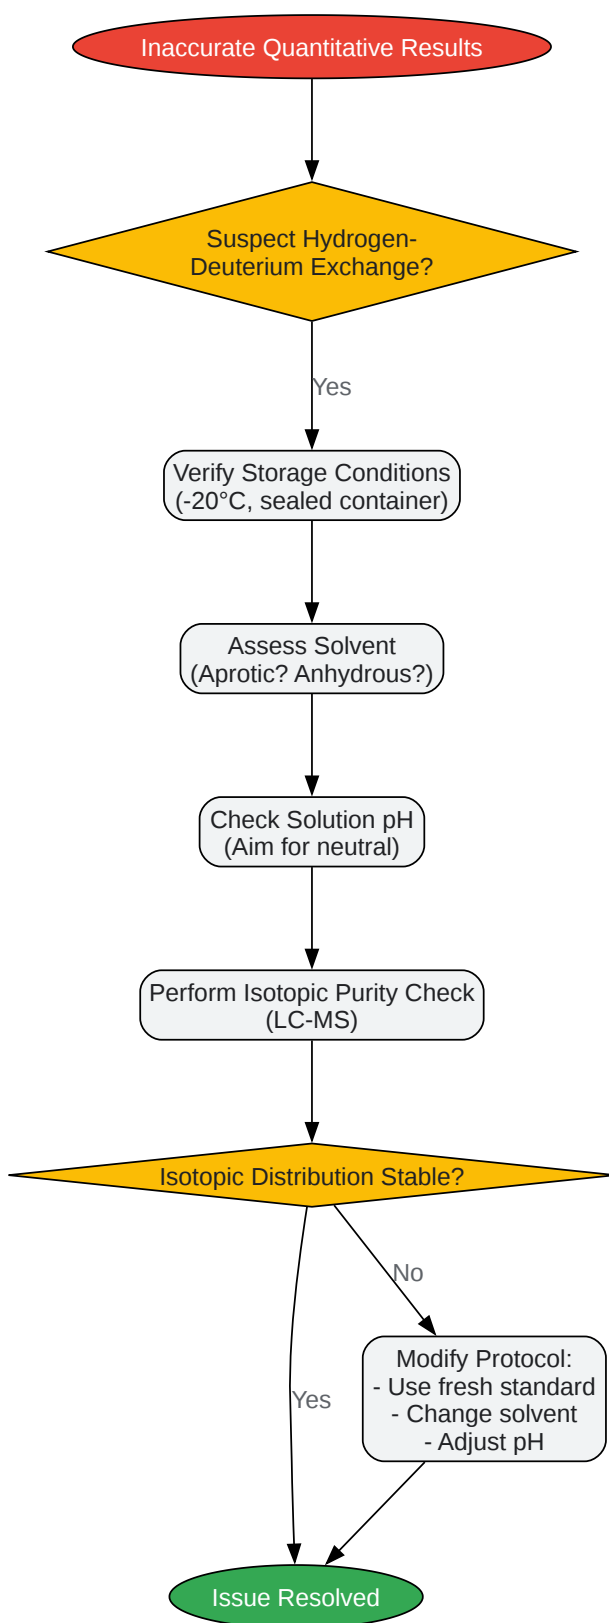 Inaccurate Quantitative Results
Suspect Hydrogen-
Deuterium Exchange?
Yes
Verify Storage Conditions
(-20°C, sealed container)
Assess Solvent
(Aprotic? Anhydrous?)
Check Solution pH
(Aim for neutral)
Perform Isotopic Purity Check
(LC-MS)
Isotopic Distribution Stable?
No
Modify Protocol:
- Use fresh standard
- Change solvent
- Adjust pH
Yes
Issue Resolved